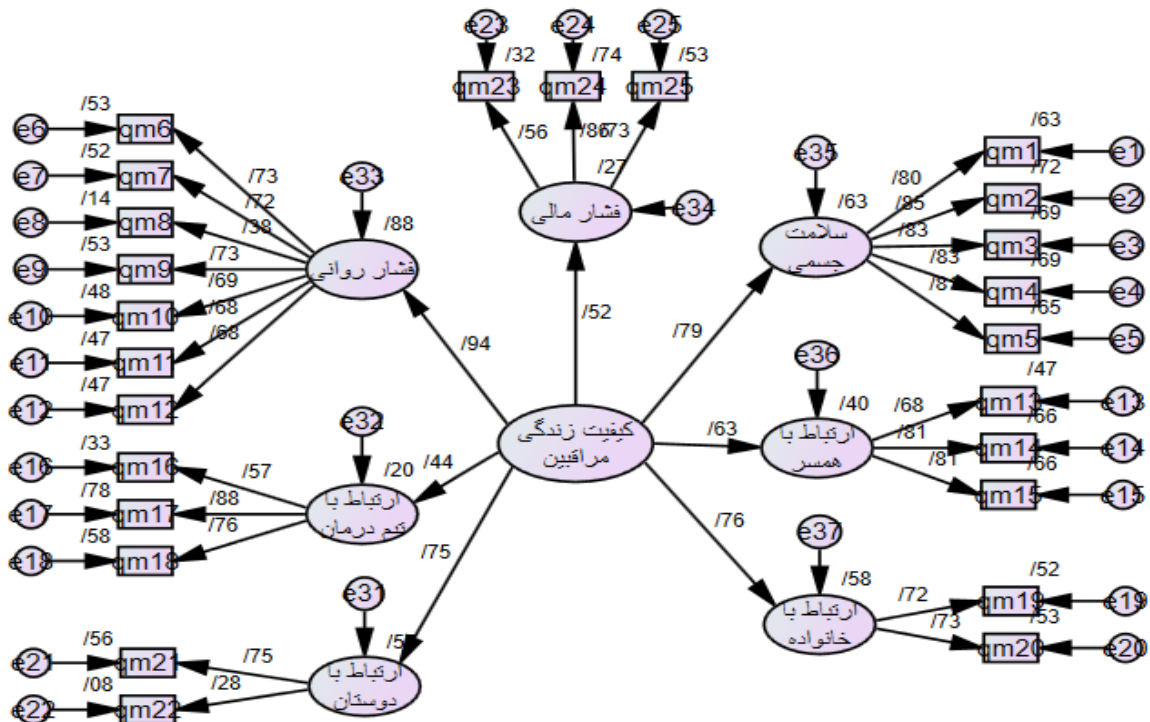 e23 e24 e25
/32 /74 /53
qm23 qm24 qm25
/56 /73
/27
فشار مالی
e34
/52
e6 /53 qm6
e7 /52 qm7
e8 /14 qm8
e9 /53 qm9
e10 /48 qm10
e11 /47 qm11
e12 /47 qm12
/73
/72
/38
/73
/69
/68
/68
e33
/88
فشار روانی
/94
e35
/63
سلامت
جسمی
/79
/80
/85
/83
/83
/63 qm1 e1
/72 qm2 e2
/69 qm3 e3
/69 qm4 e4
/65 qm5 e5
کیفیت زندگی
مراقبین
e36
/40
ارتباط با
همسر
/63
/68
/81
/81
/47 qm13 e13
/66 qm14 e14
/66 qm15 e15
e32
/20
ارتباط با
تیم درمان
/44
e16 /33 qm16
e17 /78 qm17
e18 /58 qm18
/57
/88
/76
e37
/58
ارتباط با
خانواده
/76
/72
/73
/52 qm19 e19
/53 qm20 e20
e31
ارتباط با
دوستان
/75
e21 /56 qm21
e22 /08 qm22
/75
/28